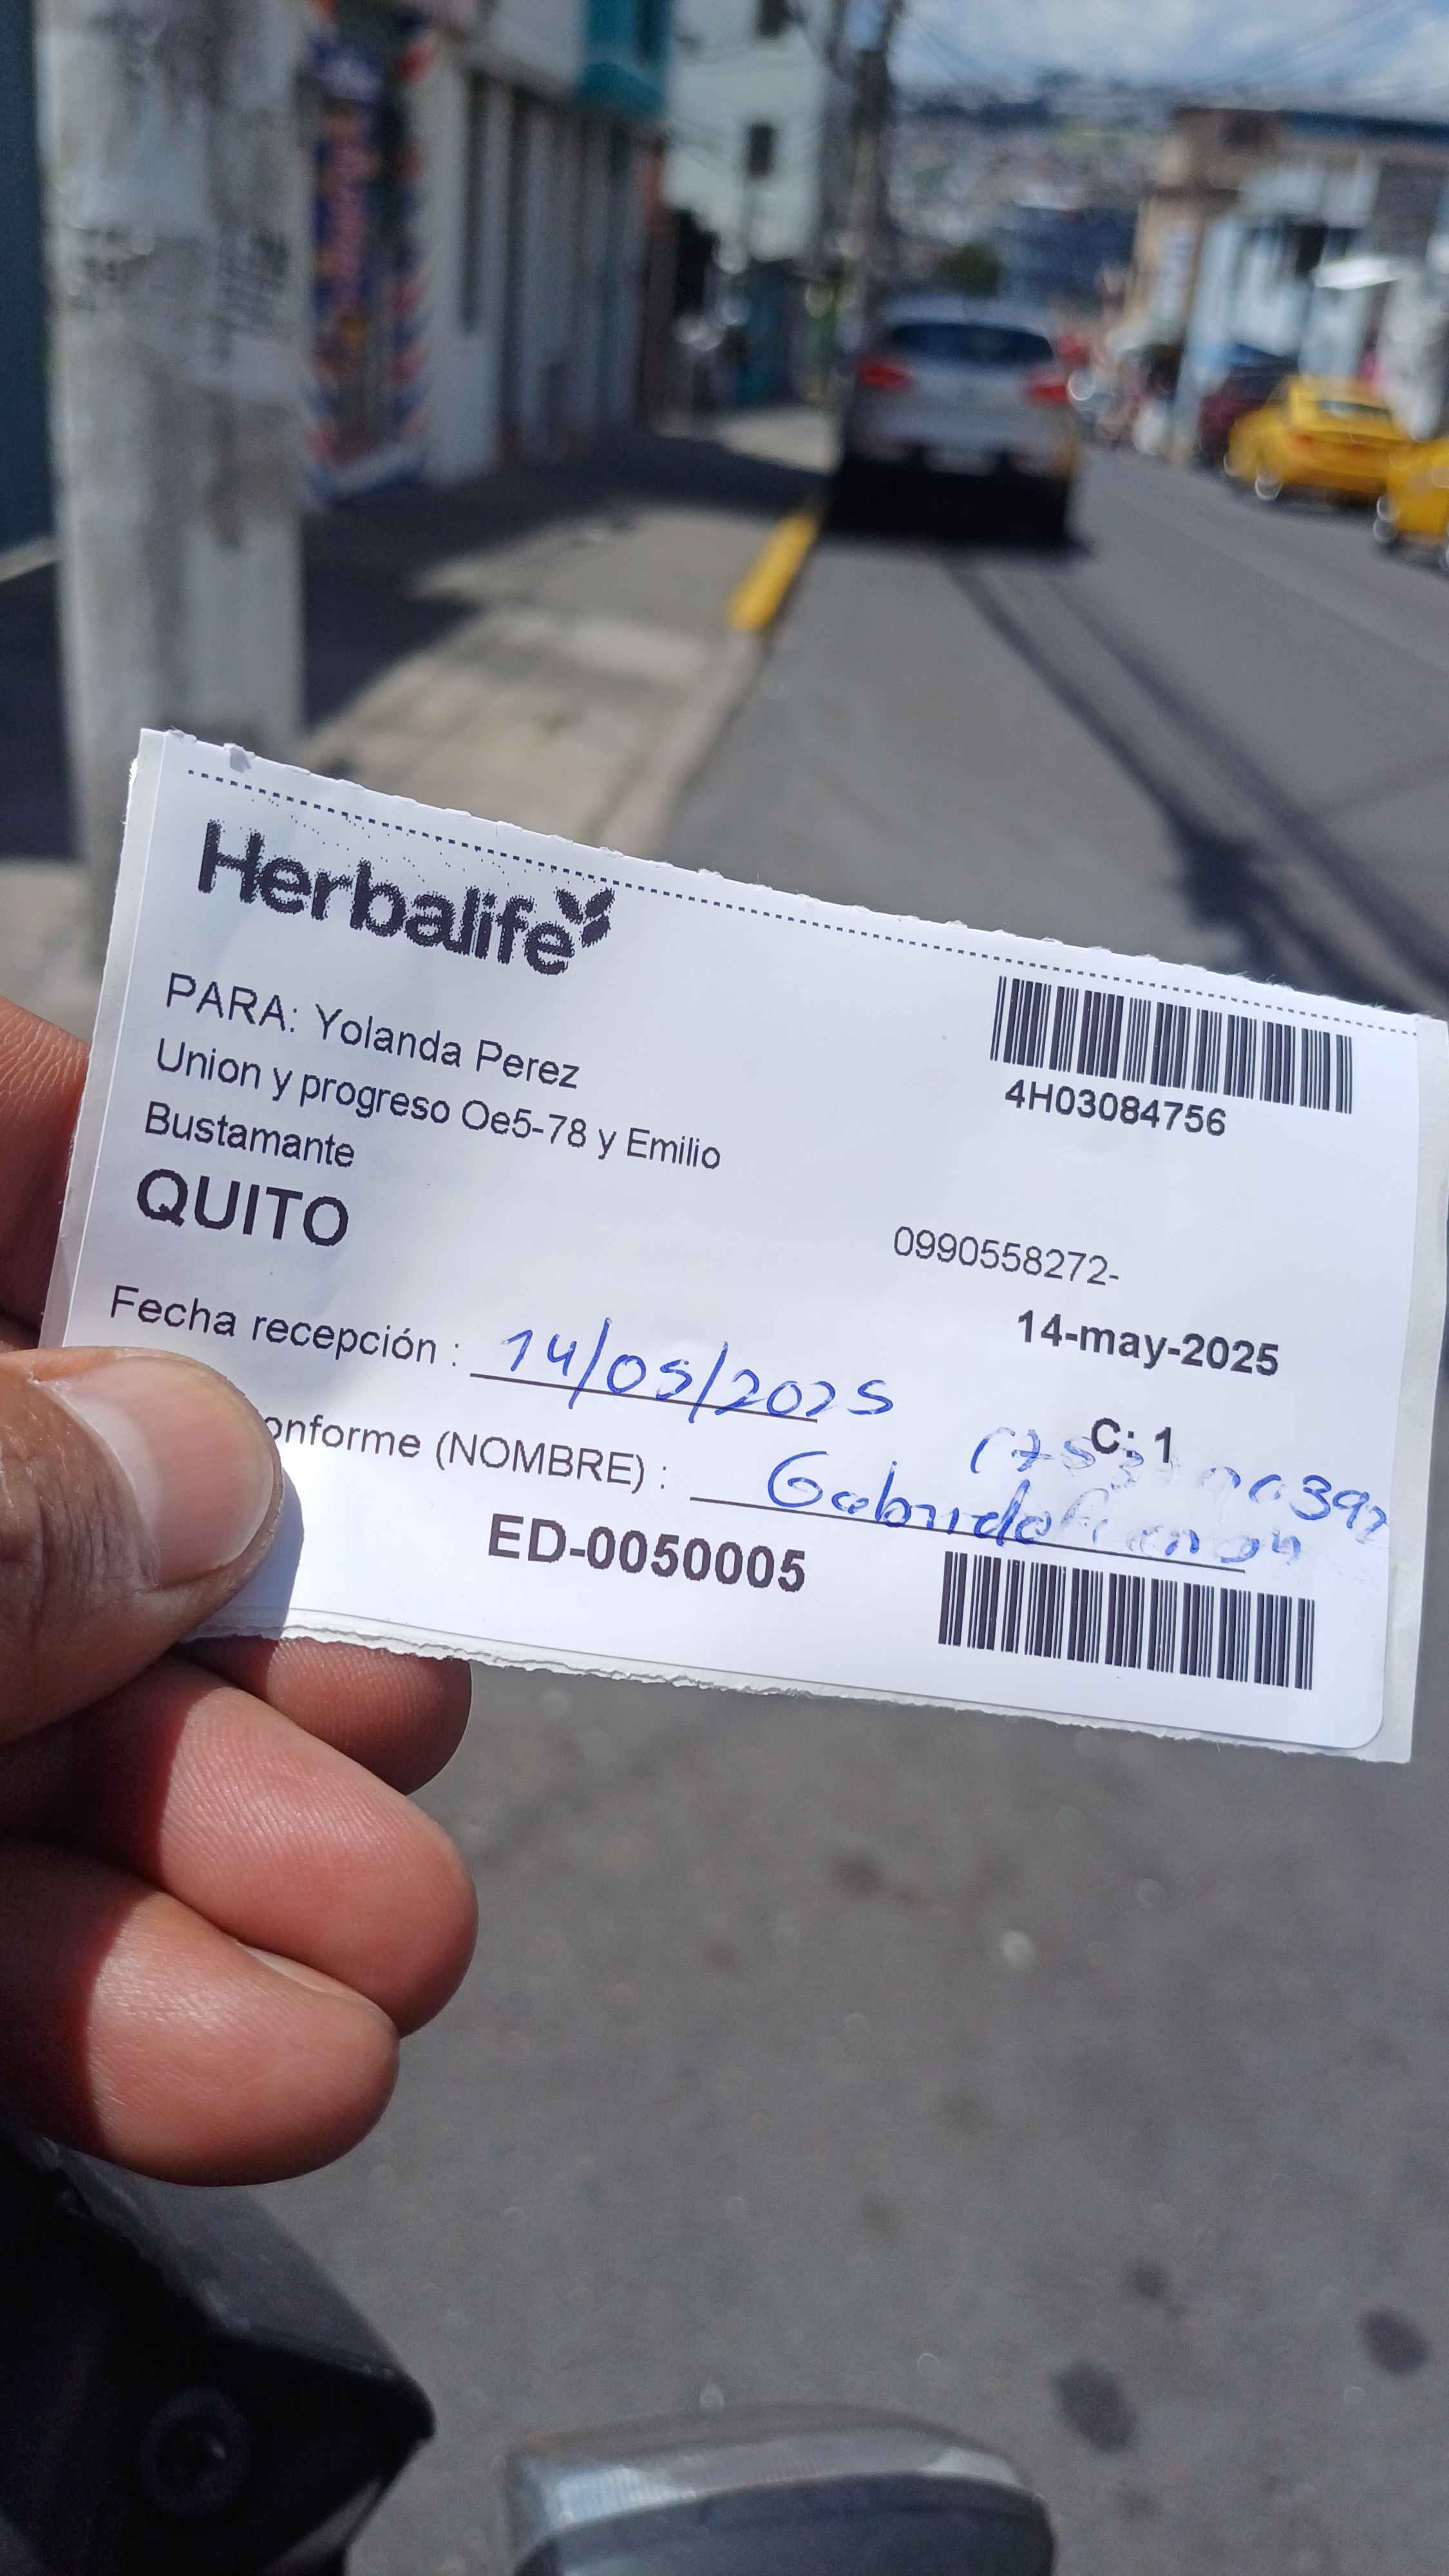 Herbalife
4H03084756
PARA: Yolanda Perez
Union y progreso Oe5-78 y Emilio
Bustamante
QUITO
0990558272-
14-may-2025
Fecha recepción : 14/05/2025
C: 1
onforme (NOMBRE) : Gabriela
ED-0050005